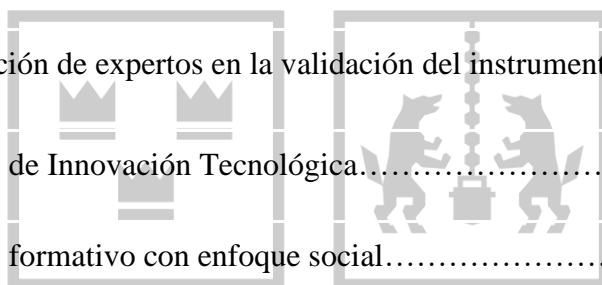 ción de expertos en la validación del instrument
de Innovación Tecnológica……………………
formativo con enfoque social…………………